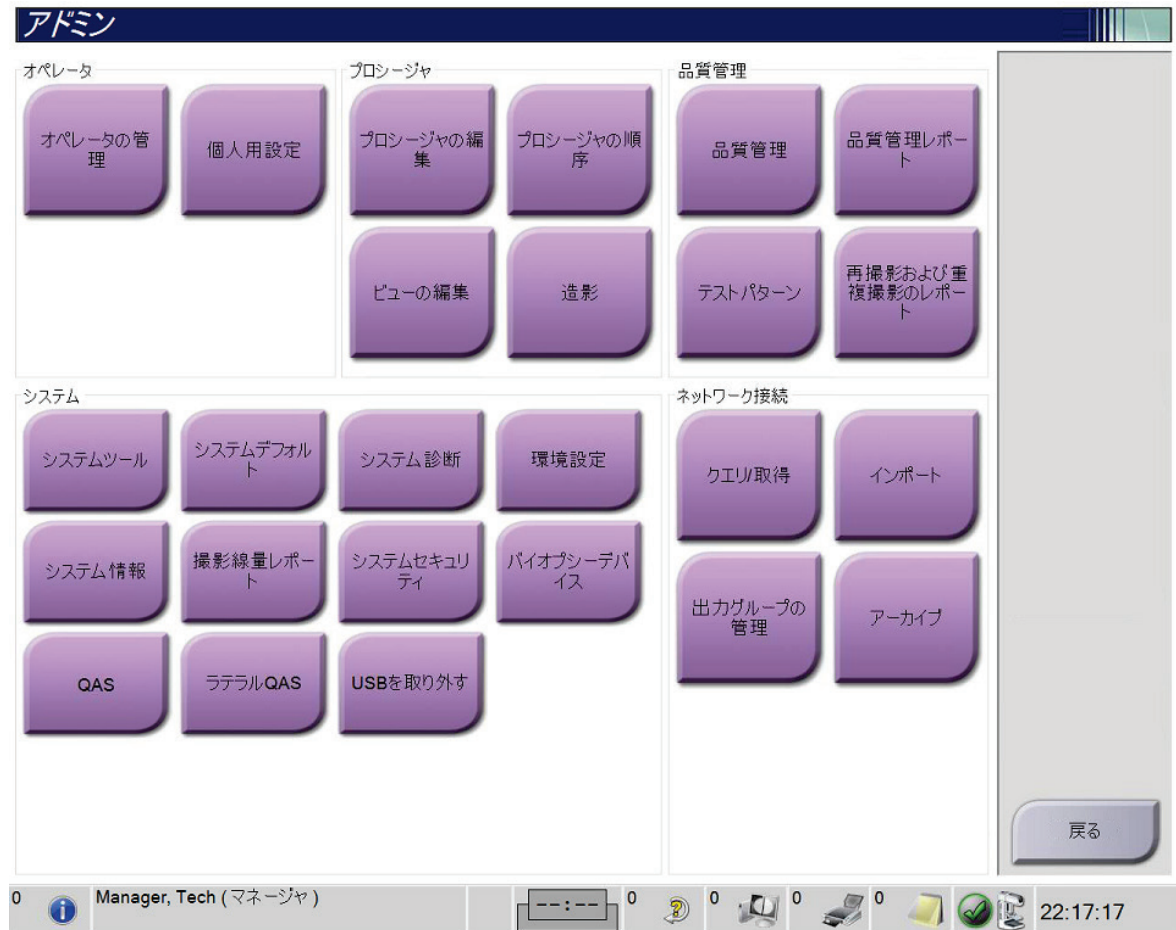 アドミン
オペレータ
オペレータの管
理
個人用設定
プロシージャ
プロシージャの編
集
プロシージャの順
序
ビューの編集
造影
品質管理
品質管理
品質管理レポー
ト
テストパターン
再撮影および重
複撮影のレポー
ト
システム
システムツール
システムデフォル
ト
システム診断
環境設定
システム情報
撮影線量レポー
ト
システムセキュリ
ティ
バイオプシーデバ
イス
QAS
ラテラルQAS
USBを取り外す
ネットワーク接続
クエリ/取得
インポート
出力グループの
管理
アーカイブ
戻る
0 Manager, Tech (マネージャ) --:-- 0 0 0 0 22:17:17